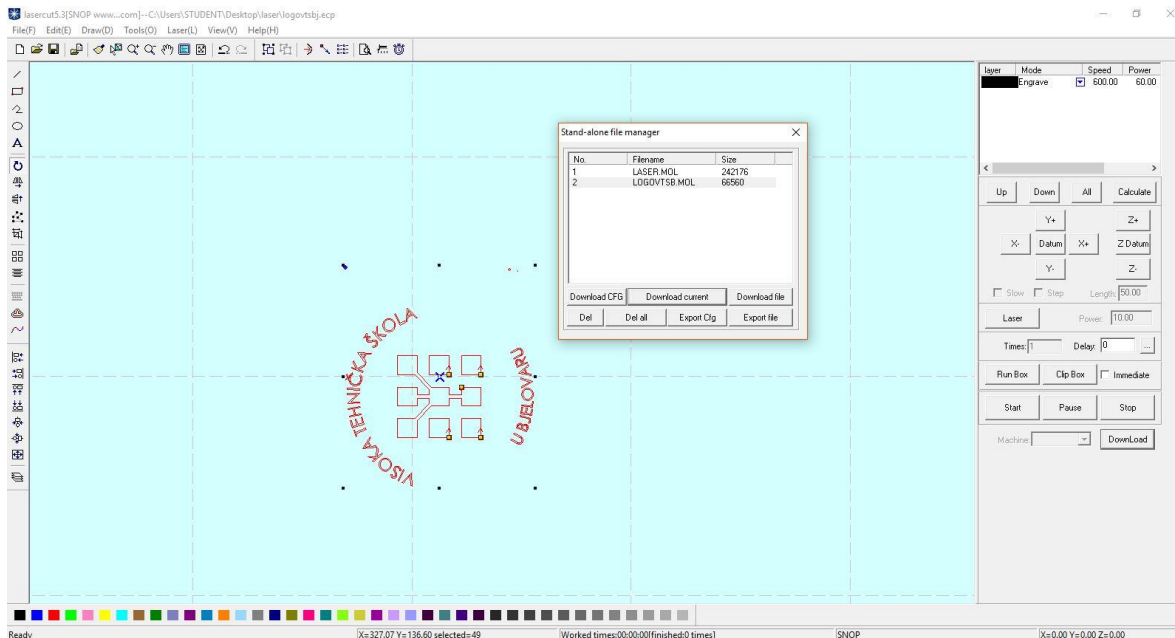 lasercut5.3[SNOP www...com]--C:\Users\STUDENT\Desktop\laser\logovtsbj.ecp
File(F) Edit(E) Draw(D) Tools(O) Laser(L) View(V) Help(H)
A
layer Mode Speed Power
Engrave 600.00 60.00
Stand-alone file manager
No. Filename Size
1 LASER.MOL 242176
2 LOGOVTSB.MOL 66560
Download CFG Download current Download file
Del Del all Export Cfg Export file
VISOKA TEHNIČKA ŠKOLA
U BJELOVARU
Up Down All Calculate
Y+ Z+
X- Datum X+ Z Datum
Y- Z-
Slow Step Length: 50.00
Laser Power: 10.00
Times: 1 Delay: 0 ...
Run Box Clip Box Immediate
Start Pause Stop
Machine: DownLoad
Ready X=327.07 Y=136.60 selected=49 Worked times:00:00:00[finished:0 times] SNOP X=0.00 Y=0.00 Z=0.00